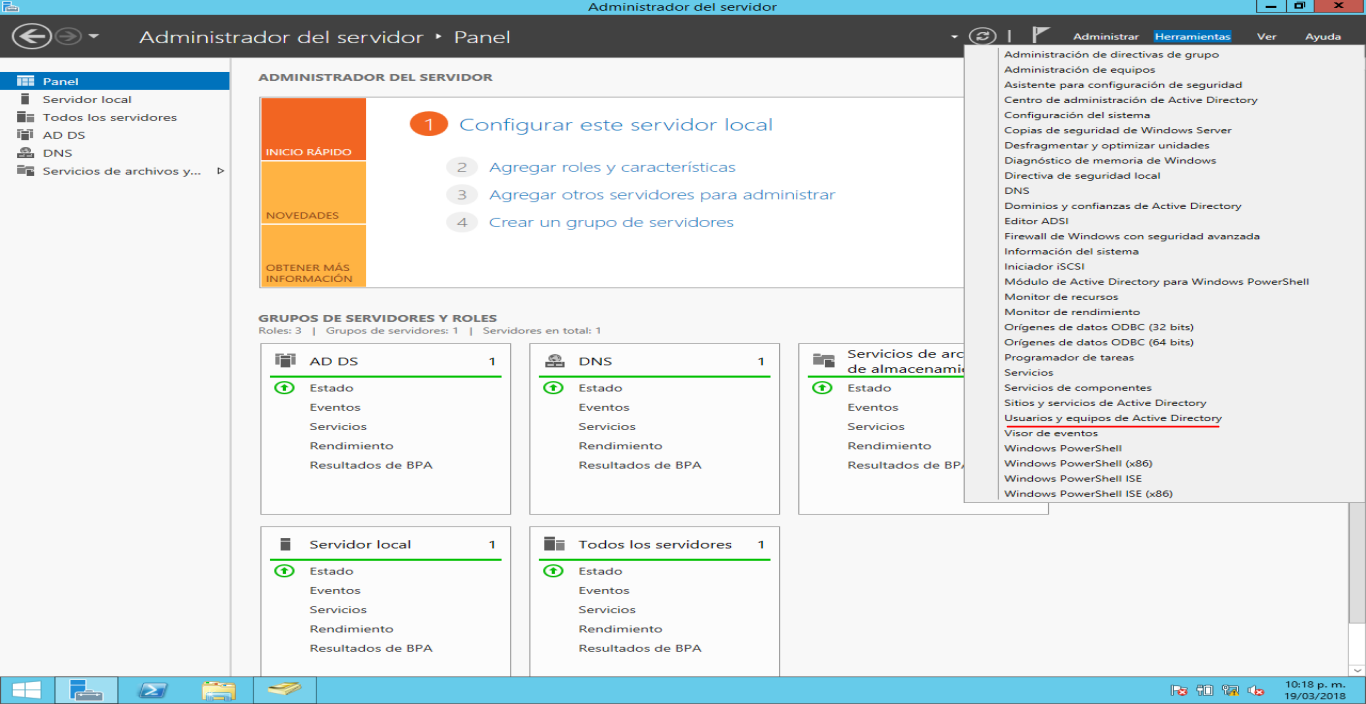 Administrador del servidor
Administrador del servidor ‣ Panel
Administrar Herramientas Ver Ayuda
Panel
Servidor local
Todos los servidores
AD DS
DNS
Servicios de archivos y...
ADMINISTRADOR DEL SERVIDOR
INICIO RÁPIDO
NOVEDADES
OBTENER MÁS
INFORMACIÓN
1 Configurar este servidor local
2 Agregar roles y características
3 Agregar otros servidores para administrar
4 Crear un grupo de servidores
GRUPOS DE SERVIDORES Y ROLES
Roles: 3 | Grupos de servidores: 1 | Servidores en total: 1
AD DS 1
Estado
Eventos
Servicios
Rendimiento
Resultados de BPA
DNS 1
Estado
Eventos
Servicios
Rendimiento
Resultados de BPA
Servicios de arc
de almacenami
Estado
Eventos
Servicios
Rendimiento
Resultados de BP
Servidor local 1
Estado
Eventos
Servicios
Rendimiento
Resultados de BPA
Todos los servidores 1
Estado
Eventos
Servicios
Rendimiento
Resultados de BPA
Administración de directivas de grupo
Administración de equipos
Asistente para configuración de seguridad
Centro de administración de Active Directory
Configuración del sistema
Copias de seguridad de Windows Server
Desfragmentar y optimizar unidades
Diagnóstico de memoria de Windows
Directiva de seguridad local
DNS
Dominios y confianzas de Active Directory
Editor ADSI
Firewall de Windows con seguridad avanzada
Información del sistema
Iniciador iSCSI
Módulo de Active Directory para Windows PowerShell
Monitor de recursos
Monitor de rendimiento
Orígenes de datos ODBC (32 bits)
Orígenes de datos ODBC (64 bits)
Programador de tareas
Servicios
Servicios de componentes
Sitios y servicios de Active Directory
Usuarios y equipos de Active Directory
Visor de eventos
Windows PowerShell
Windows PowerShell (x86)
Windows PowerShell ISE
Windows PowerShell ISE (x86)
10:18 p. m.
19/03/2018